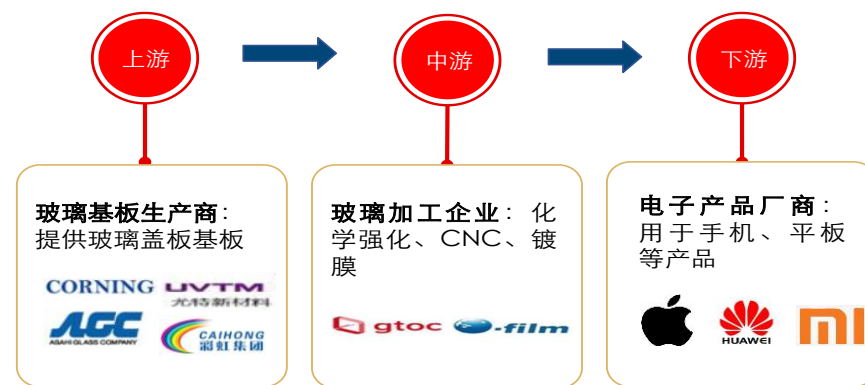 上游
中游
下游
玻璃基板生产商：
提供玻璃盖板基板
CORNING
UVTM
尤特新材料
AGC
ASAHI GLASS COMPANY
CAIHONG
彩虹集团
玻璃加工企业：化
学强化、CNC、镀
膜
gtoc
-film
电子产品厂商：
用于手机、平板
等产品
HUAWEI
MI